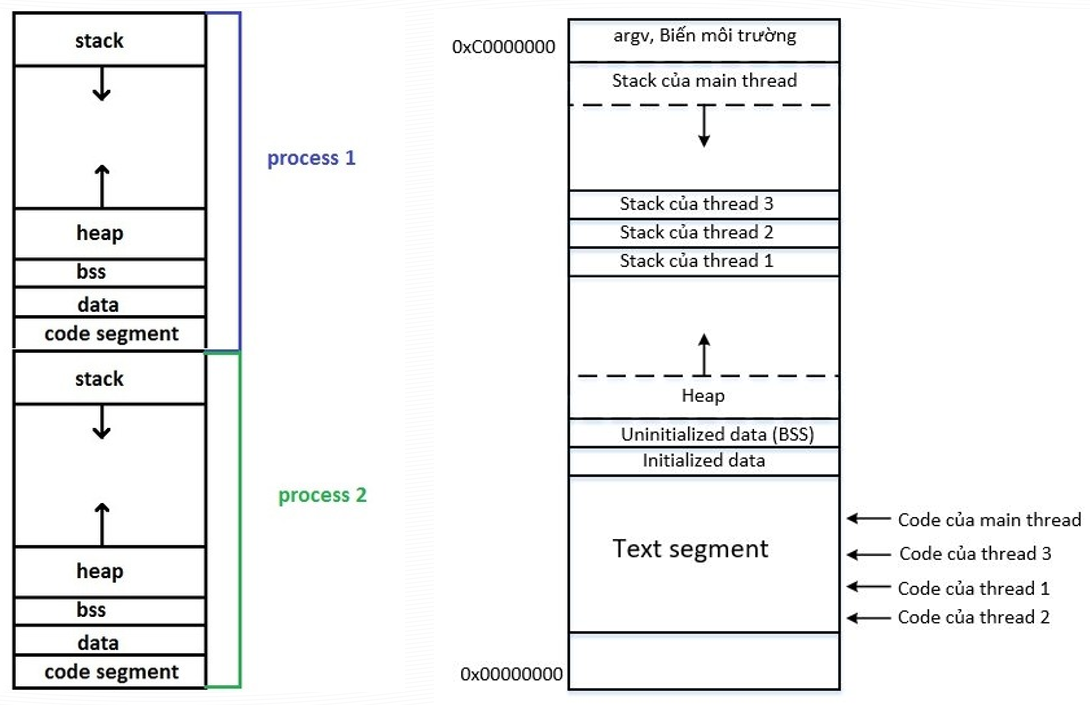 stack
heap
bss
data
code segment
process 1
stack
heap
bss
data
code segment
process 2
0xC0000000
argv, Biến môi trường
Stack của main thread
Stack của thread 3
Stack của thread 2
Stack của thread 1
Heap
Uninitialized data (BSS)
Initialized data
Text segment
Code của main thread
Code của thread 3
Code của thread 1
Code của thread 2
0x00000000